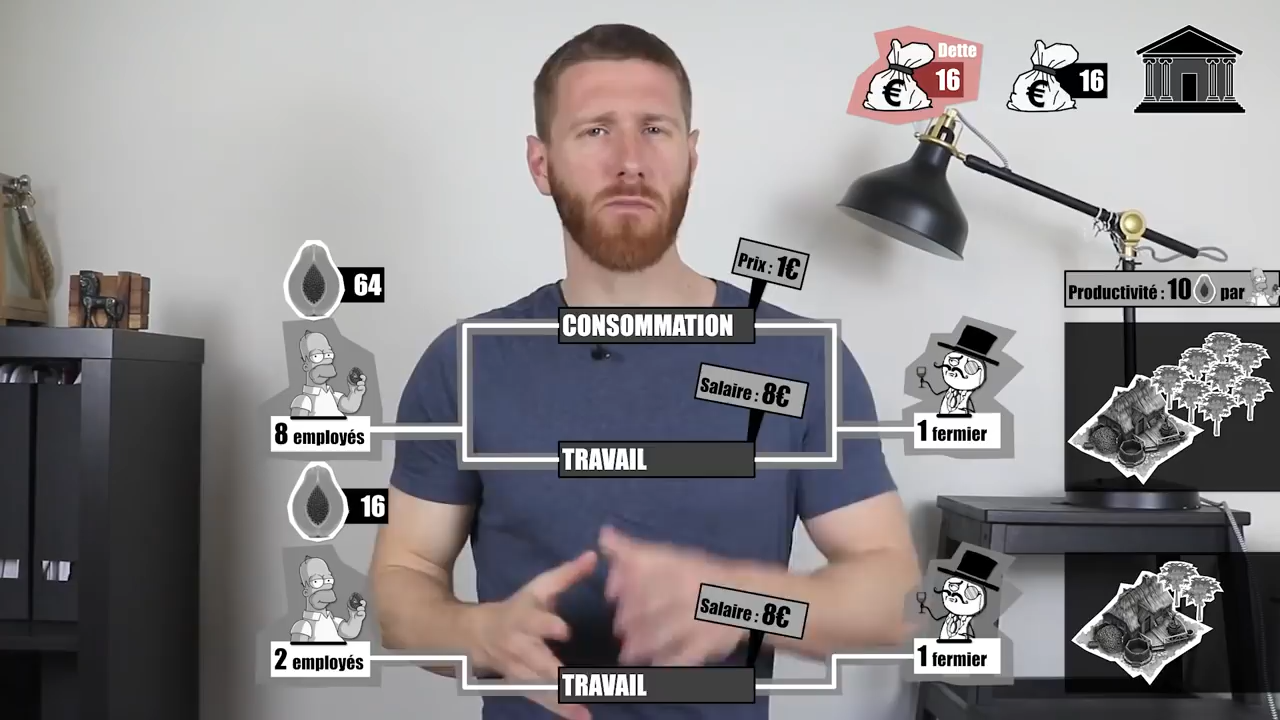 Dette
16
16
64
Prix : 1€
Productivité : 10 par
CONSOMMATION
Salaire : 8€
8 employés
1 fermier
TRAVAIL
16
Salaire : 8€
2 employés
1 fermier
TRAVAIL